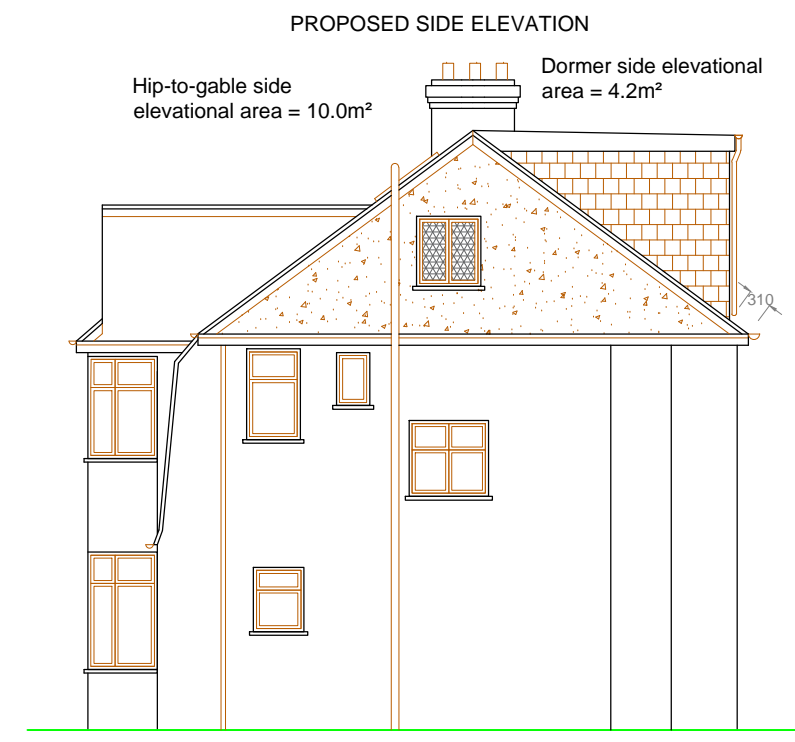 PROPOSED SIDE ELEVATION
Hip-to-gable side
elevational area = 10.0m²
Dormer side elevational
area = 4.2m²
310